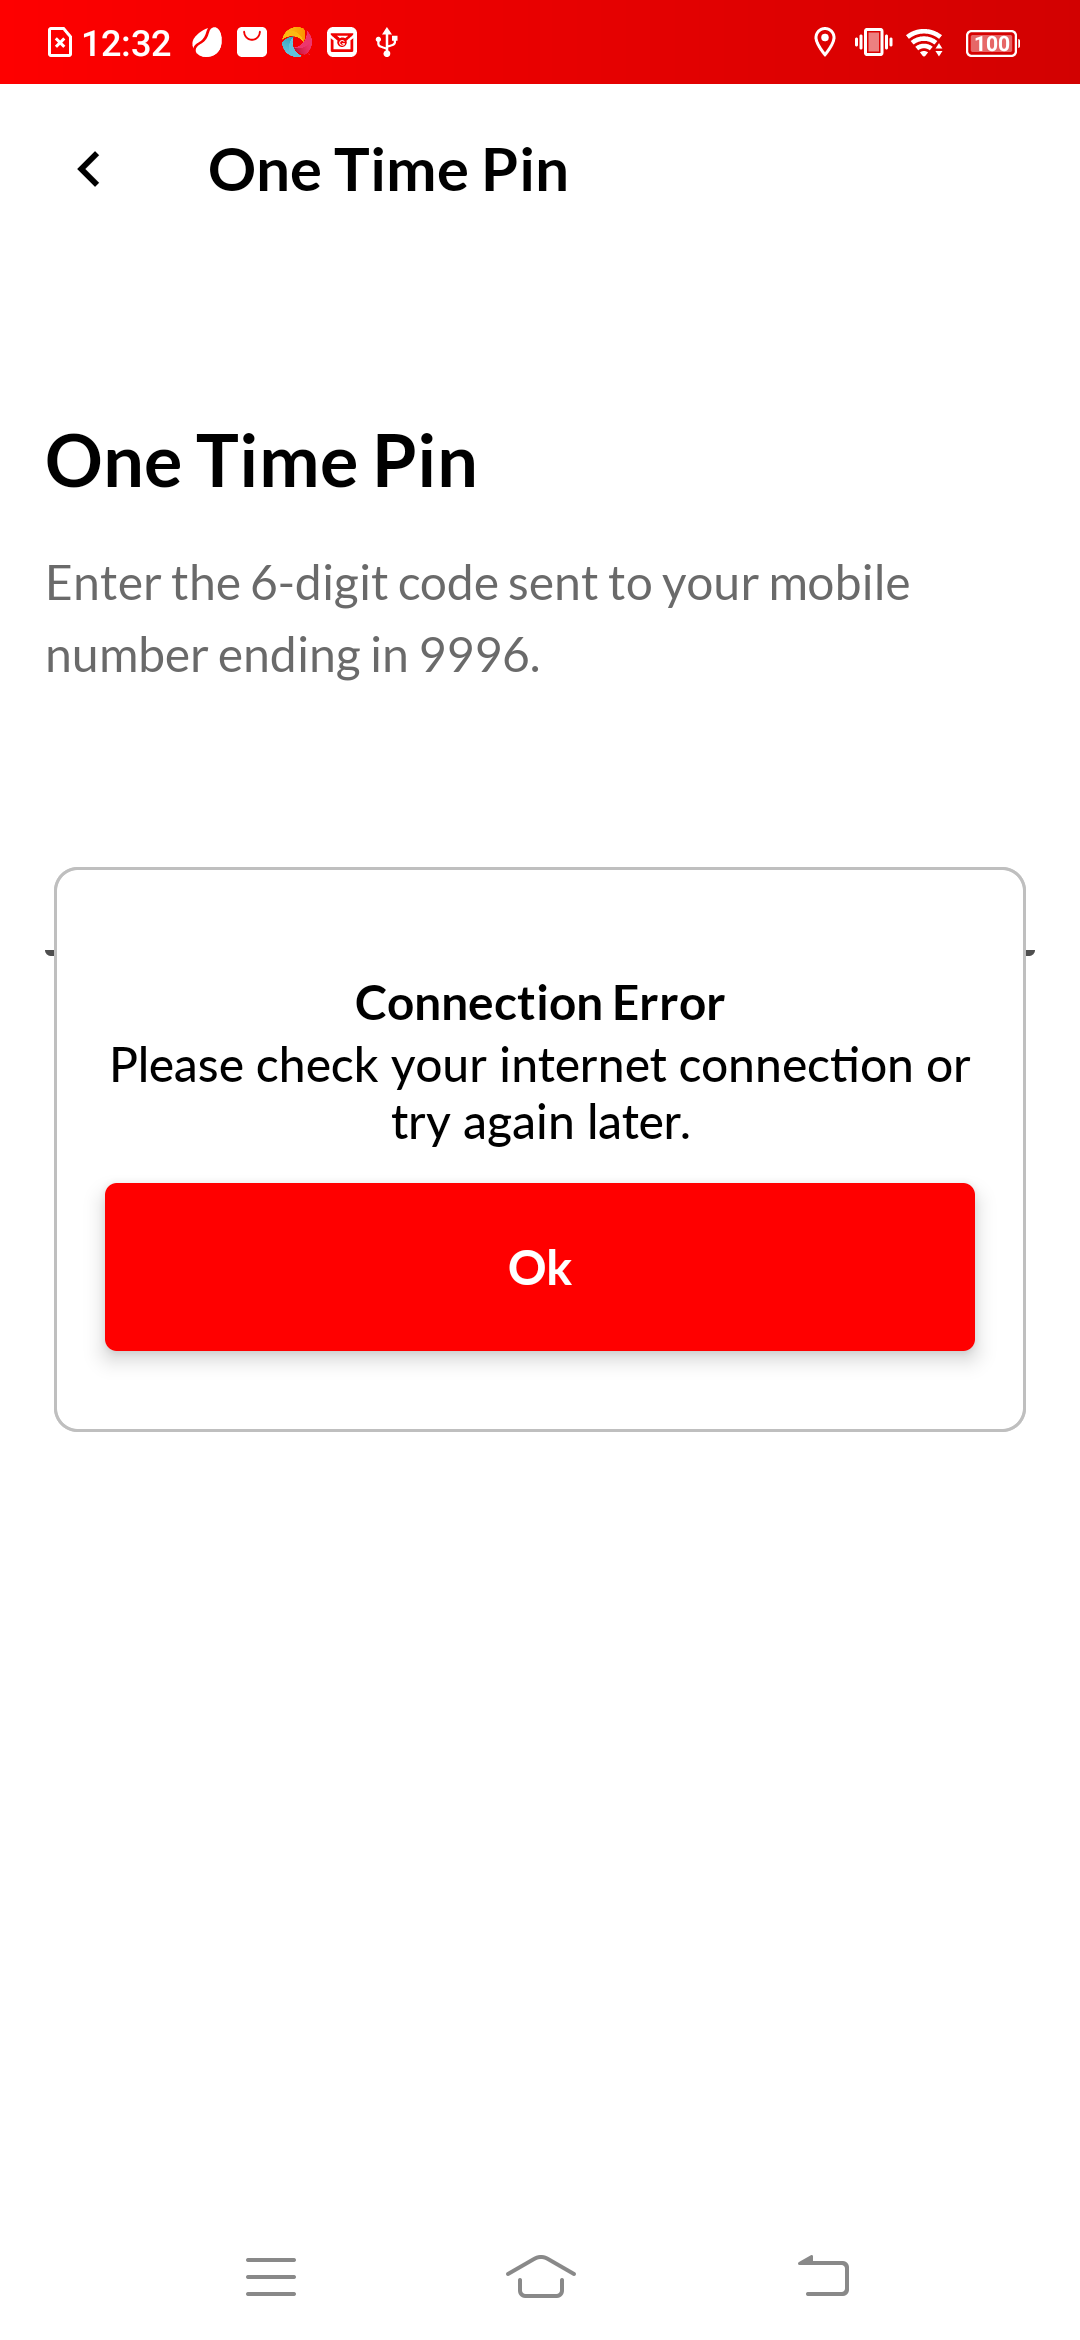 12:32
100
One Time Pin
One Time Pin
Enter the 6-digit code sent to your mobile
number ending in 9996.
Connection Error
Please check your internet connection or
try again later.
Ok